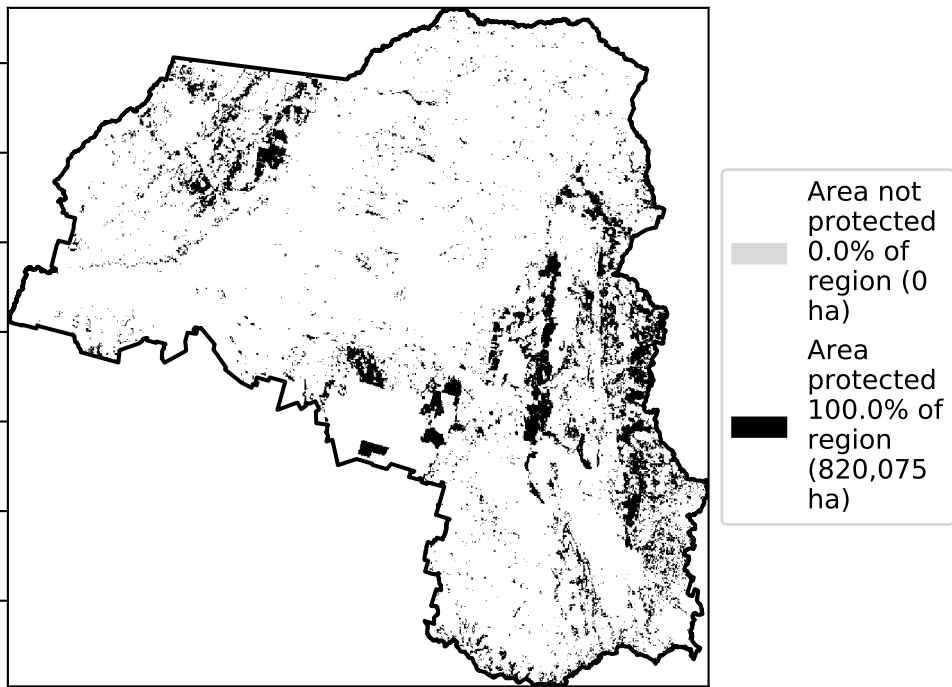 Area not
protected
0.0% of
region (0
ha)
Area
protected
100.0% of
region
(820,075
ha)